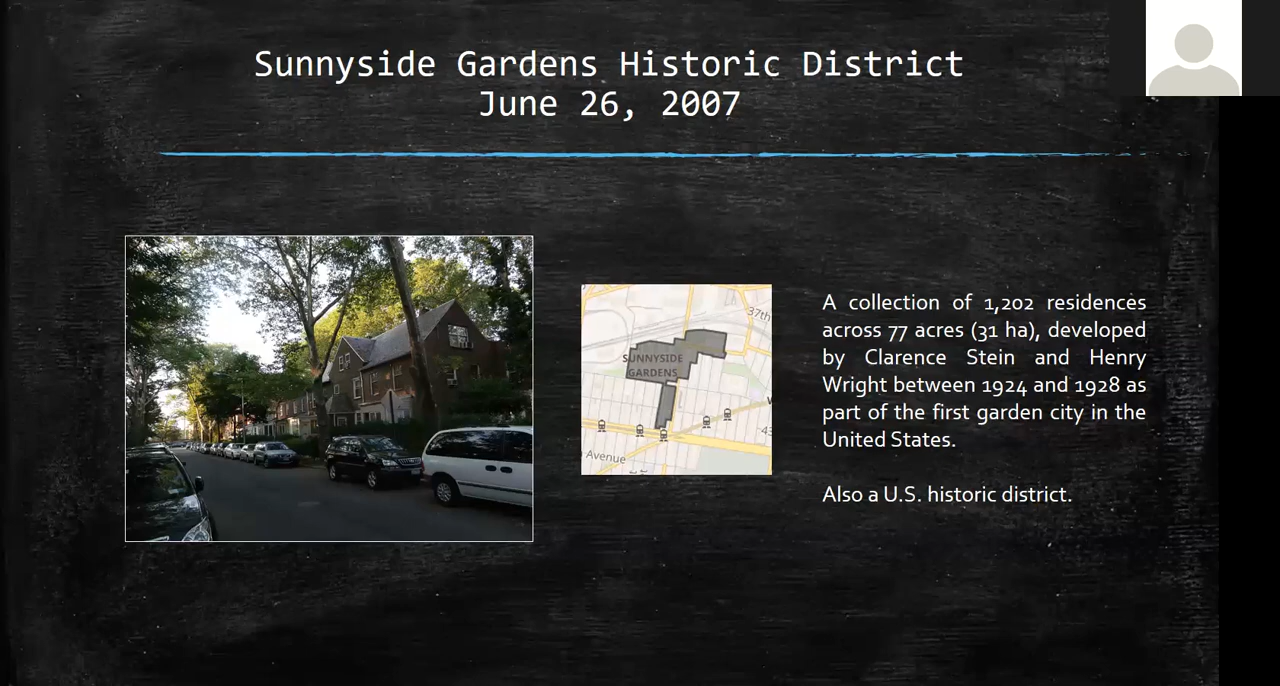 Sunnyside Gardens Historic District
June 26, 2007
37th
SUNNYSIDE
GARDENS
Avenue
A collection of 1,202 residences
across 77 acres (31 ha), developed
by Clarence Stein and Henry
Wright between 1924 and 1928 as
part of the first garden city in the
United States.
Also a U.S. historic district.